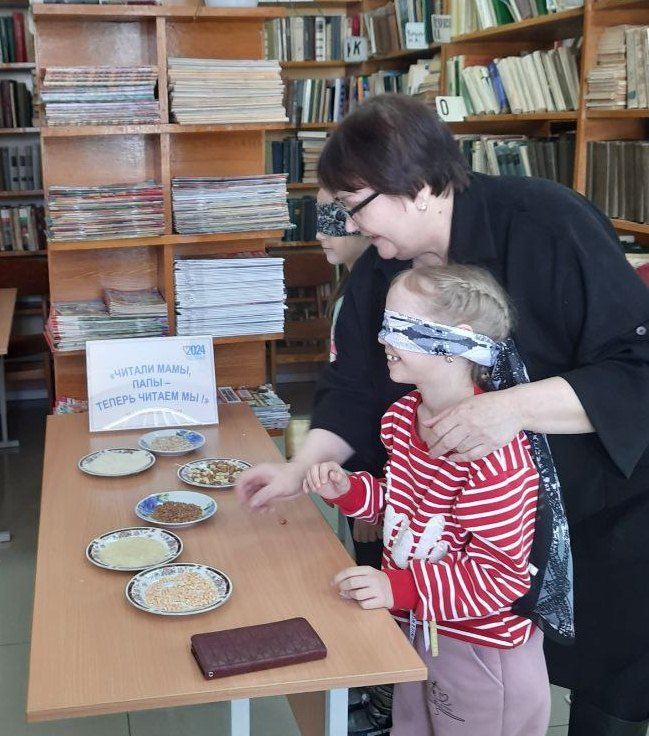 2024
«ЧИТАЛИ МАМЫ,
ПАПЫ –
ТЕПЕРЬ ЧИТАЕМ МЫ!»
К
О